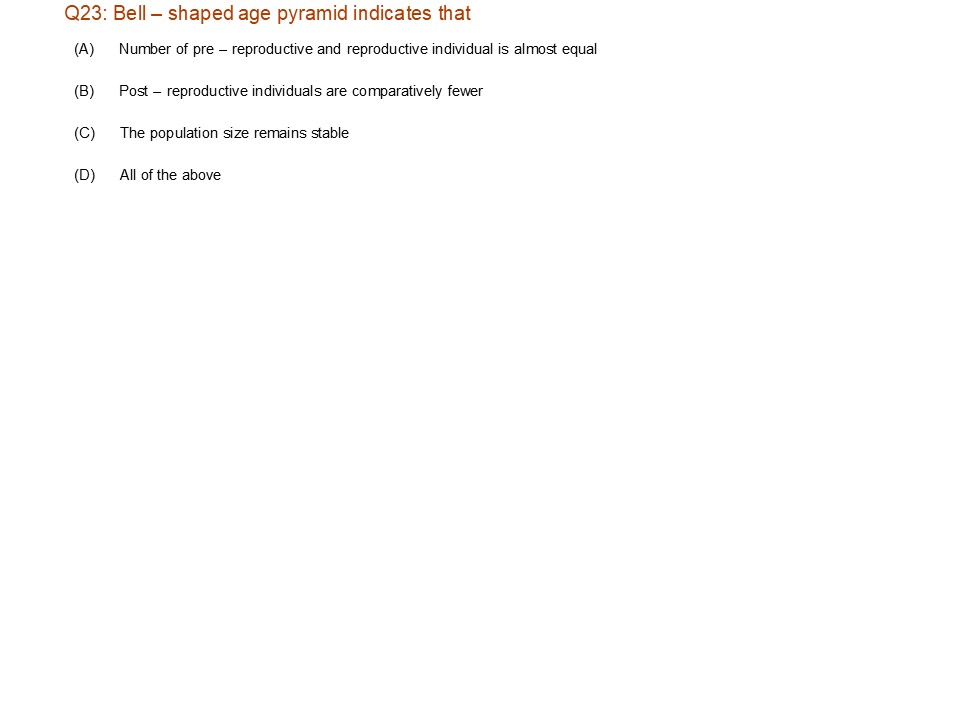 Q23: Bell – shaped age pyramid indicates that
(A) Number of pre – reproductive and reproductive individual is almost equal
(B) Post – reproductive individuals are comparatively fewer
(C) The population size remains stable
(D) All of the above